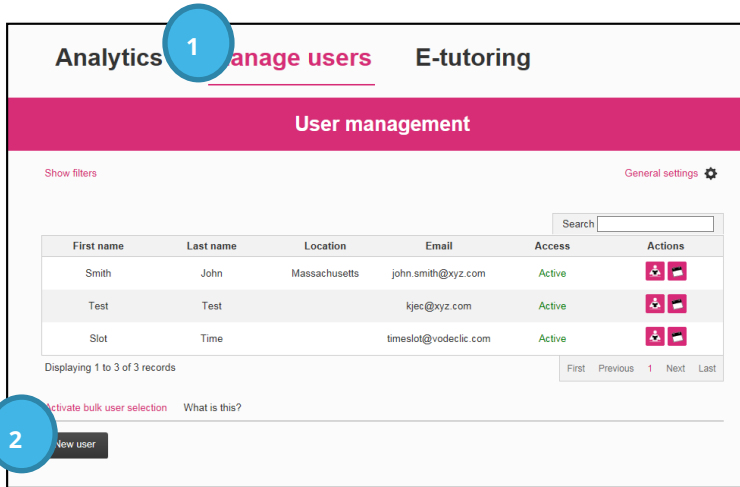 Analytics 1 anage users E-tutoring
User management
Show filters General settings
Search
First name Last name Location Email Access Actions
Smith John Massachusetts john.smith@xyz.com Active
Test Test kjec@xyz.com Active
Slot Time timeslot@vodeclic.com Active
Displaying 1 to 3 of 3 records First Previous 1 Next Last
Activate bulk user selection What is this?
2 New user